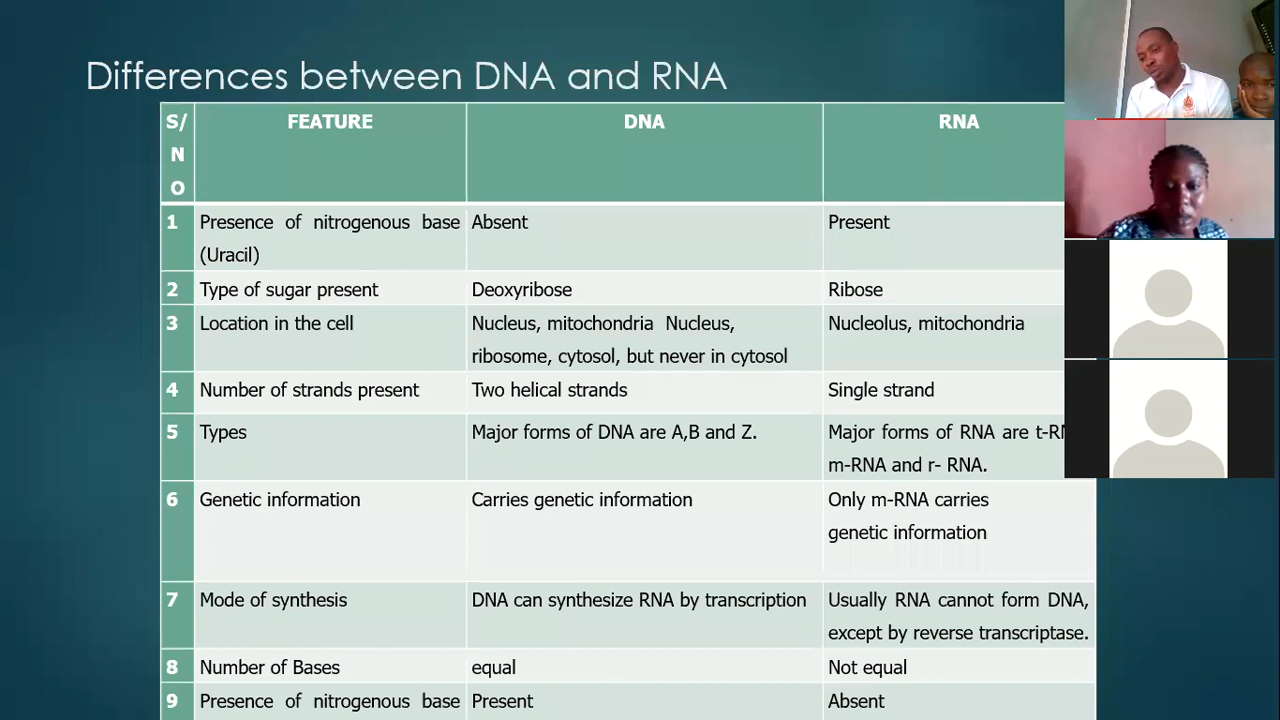 Differences between DNA and RNA
S/
N
O
FEATURE
DNA
RNA
1
Presence of nitrogenous base
(Uracil)
Absent
Present
2
Type of sugar present
Deoxyribose
Ribose
3
Location in the cell
Nucleus, mitochondria Nucleus,
ribosome, cytosol, but never in cytosol
Nucleolus, mitochondria
4
Number of strands present
Two helical strands
Single strand
5
Types
Major forms of DNA are A,B and Z.
Major forms of RNA are
m-RNA and r- RNA.
6
Genetic information
Carries genetic information
Only m-RNA carries
genetic information
7
Mode of synthesis
DNA can synthesize RNA by transcription
Usually RNA cannot form DNA,
except by reverse transcriptase.
8
Number of Bases
equal
Not equal
9
Presence of nitrogenous base
Present
Absent